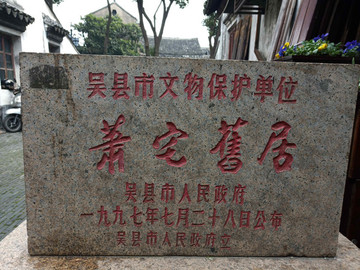 吴县市文物保护单位
萧宅舊居
吴县市人民政府
一九九七年七月二十八日公布
吴县市人民政府立